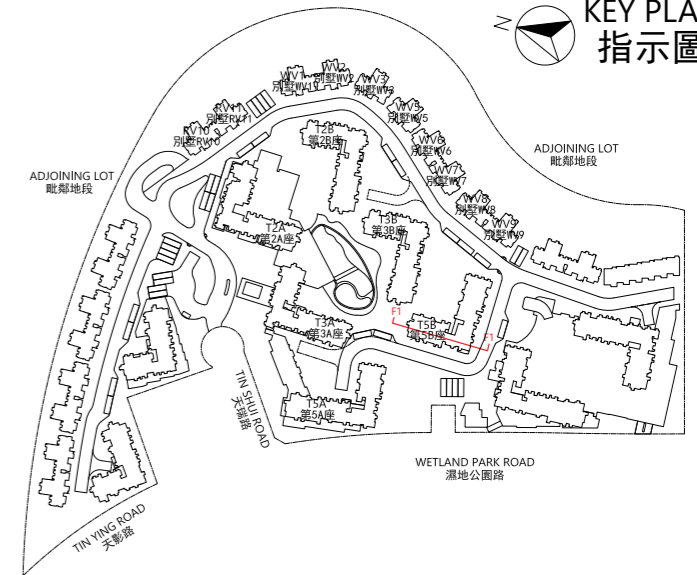 N
KEY PLA
指示圖
WV1
別墅WV1
WV2
別墅WV2
WV3
別墅WV3
RV11
別墅RV11
WV5
別墅WV5
RV10
別墅RV10
T2B
第2B座
WV6
別墅WV6
ADJOINING LOT
毗鄰地段
ADJOINING LOT
毗鄰地段
WV7
別墅WV7
WV8
別墅WV8
T2A
第2A座
T3B
第3B座
WV9
別墅WV9
F1
T3A
第3A座
T5B
第5B座
F1
T5A
第5A座
TIN SHUI ROAD
天瑞路
WETLAND PARK ROAD
濕地公園路
TIN YING ROAD
天影路